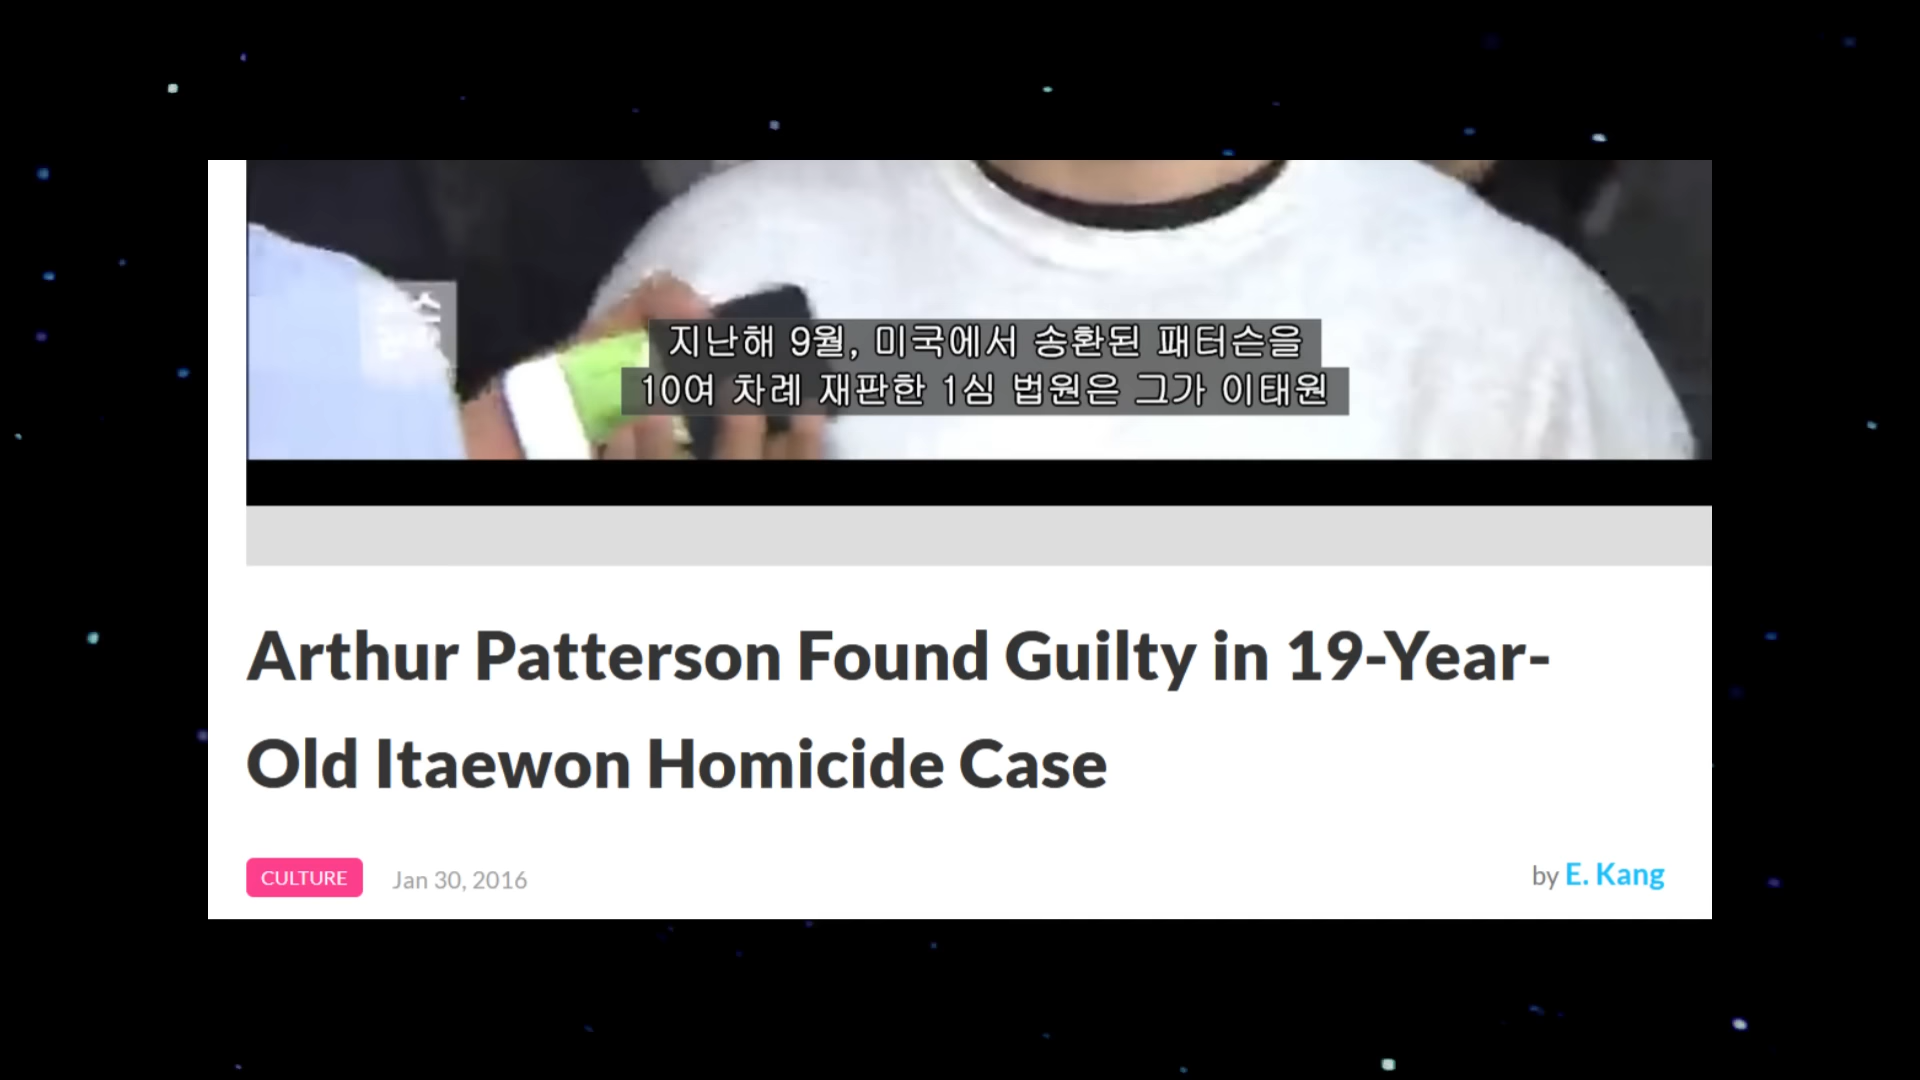 지난해 9월, 미국에서 송환된 패터슨을
10여 차례 재판한 1심 법원은 그가 이태원
Arthur Patterson Found Guilty in 19-Year-
Old Itaewon Homicide Case
CULTURE
Jan 30, 2016
by E. Kang